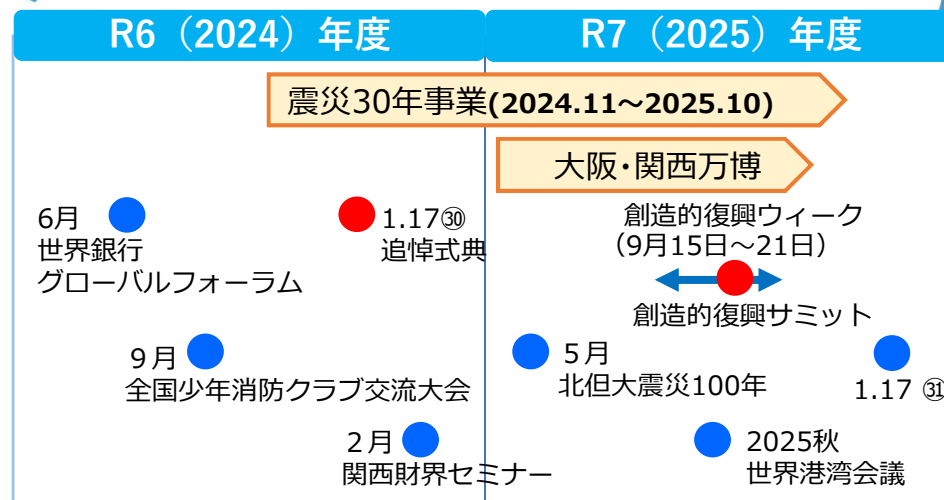 R6（2024）年度
R7（2025）年度
震災30年事業(2024.11～2025.10)
大阪・関西万博
6月
世界銀行
グローバルフォーラム
1.17㉚
追悼式典
創造的復興ウィーク
（9月15日～21日）
創造的復興サミット
９月
全国少年消防クラブ交流大会
５月
北但大震災100年
1.17 ㉛
２月
関西財界セミナー
2025秋
世界港湾会議